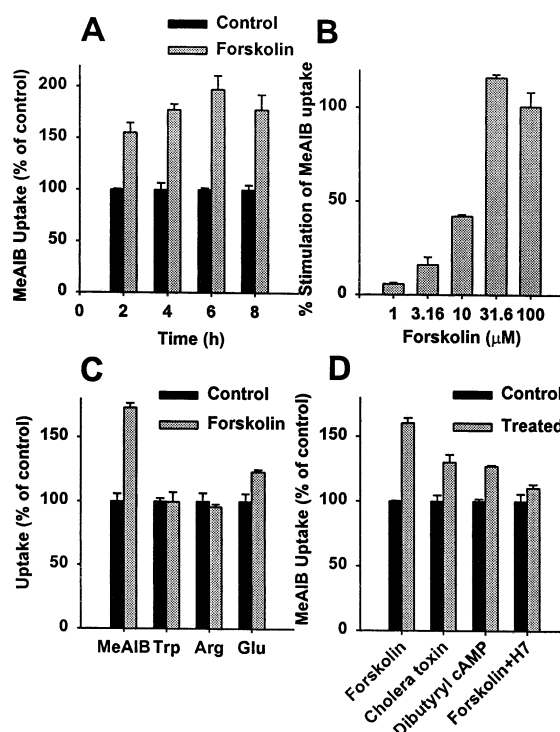 A
Control
Forskolin
MeAIB Uptake (% of control)
200
150
100
50
0
0 2 4 6 8
Time (h)
B
% Stimulation of MeAIB uptake
100
50
0
1 3.16 10 31.6 100
Forskolin (μM)
C
Control
Forskolin
Uptake (% of control)
150
100
50
0
MeAIB Trp Arg Glu
D
Control
Treated
MeAIB Uptake (% of control)
150
100
50
0
Forskolin
Cholera toxin
Dibutyryl cAMP
Forskolin+H7